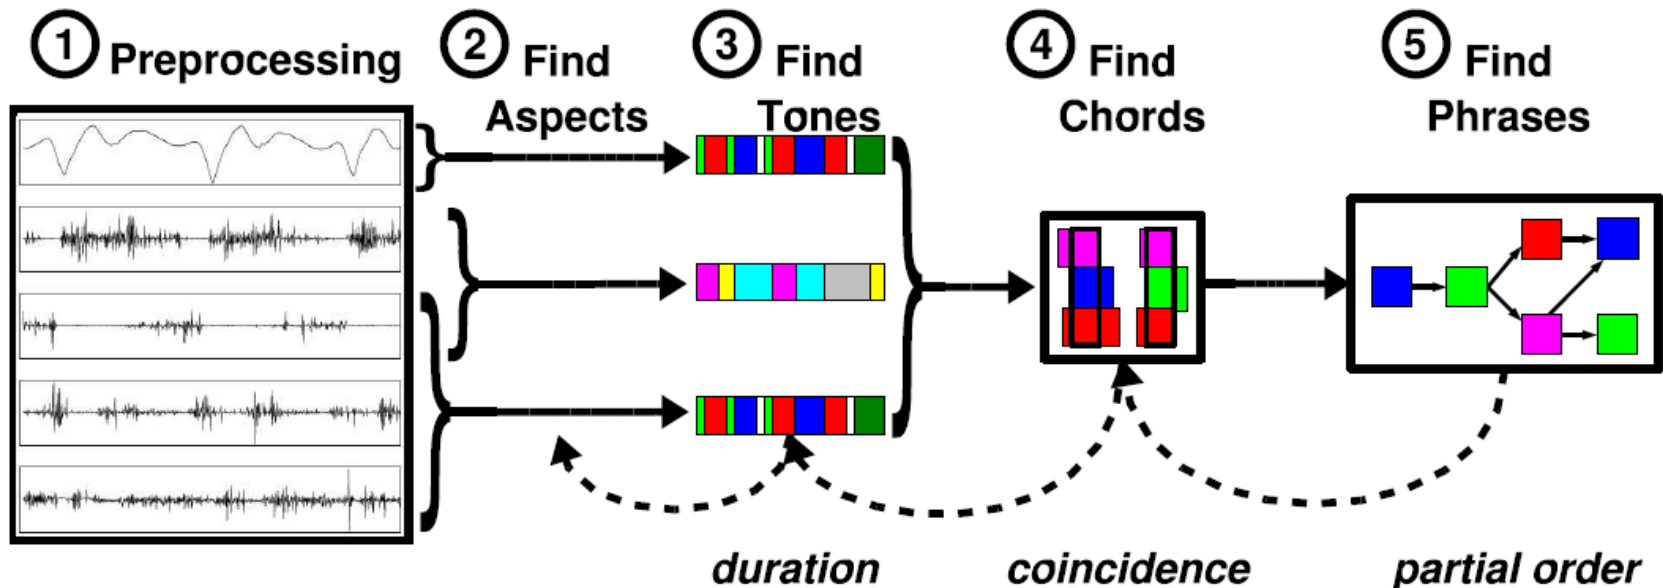 1 Preprocessing
2 Find
Aspects
3 Find
Tones
4 Find
Chords
5 Find
Phrases
duration
coincidence
partial order